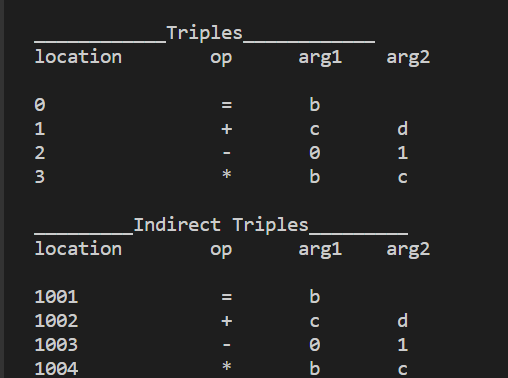 ____________Triples____________
location op arg1 arg2
0 = b
1 + c d
2 - 0 1
3 * b c
_________Indirect Triples_________
location op arg1 arg2
1001 = b
1002 + c d
1003 - 0 1
1004 * b c